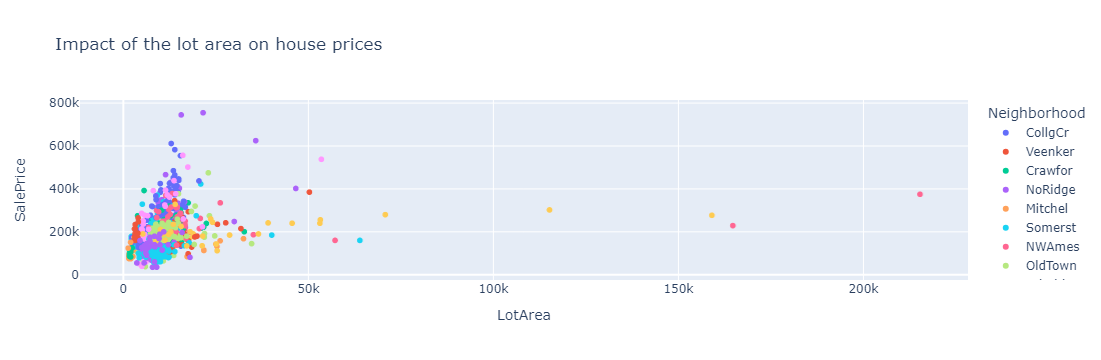 Impact of the lot area on house prices
800k
600k
400k
200k
0
SalePrice
0 50k 100k 150k 200k
LotArea
Neighborhood
CollgCr
Veenker
Crawfor
NoRidge
Mitchel
Somerst
NWAmes
OldTown